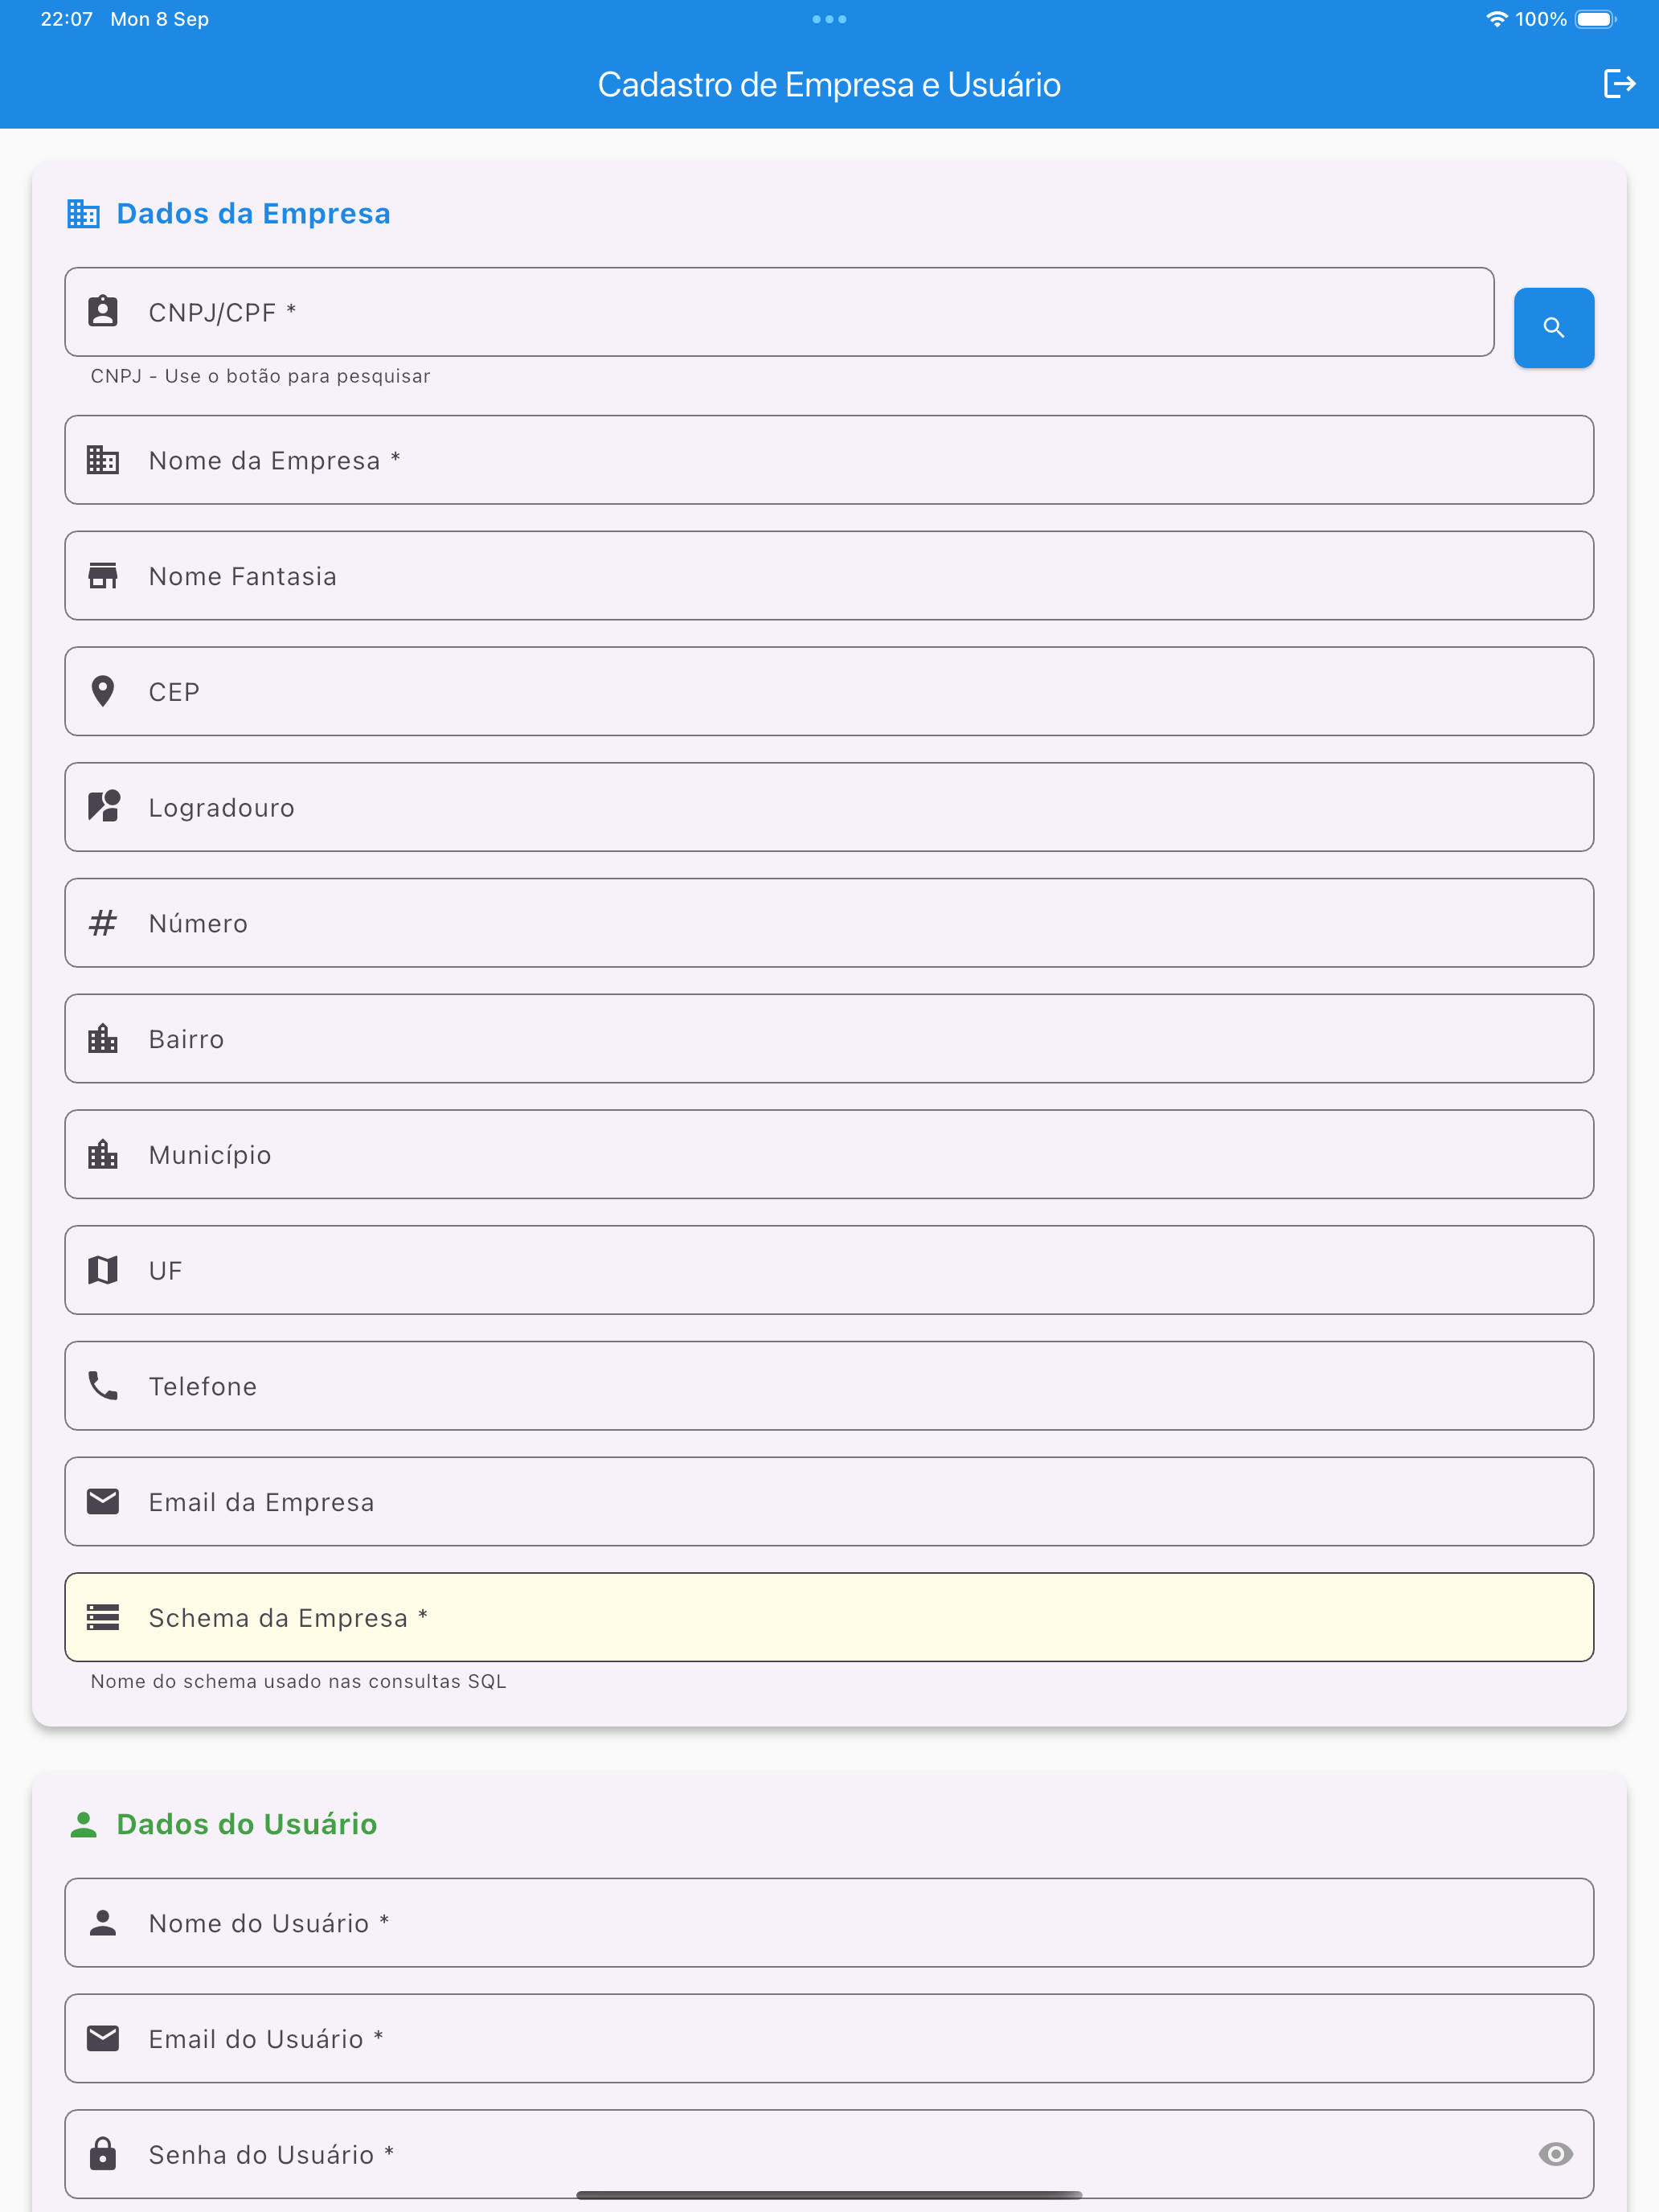 22:07 Mon 8 Sep
100%
Cadastro de Empresa e Usuário
Dados da Empresa
CNPJ/CPF *
CNPJ - Use o botão para pesquisar
Nome da Empresa *
Nome Fantasia
CEP
Logradouro
Número
Bairro
Município
UF
Telefone
Email da Empresa
Schema da Empresa *
Nome do schema usado nas consultas SQL
Dados do Usuário
Nome do Usuário *
Email do Usuário *
Senha do Usuário *